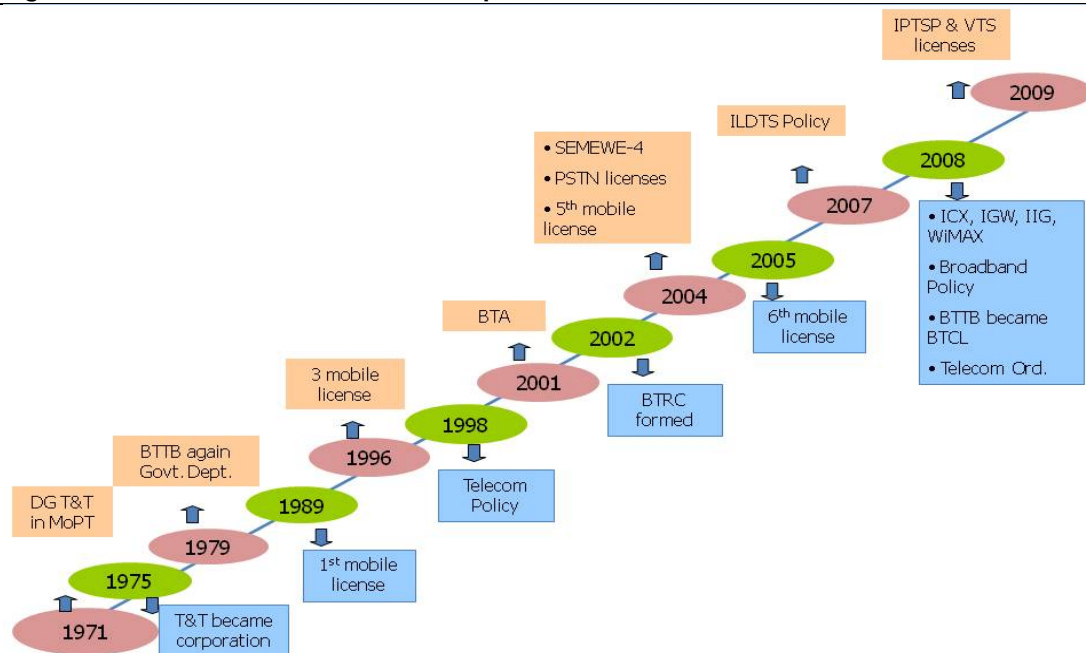 IPTSP & VTS
licenses
2009
ILDTS Policy
2008
• SEMEWE-4
• PSTN licenses
• 5th mobile
license
2007
• ICX, IGW, IIG,
WiMAX
• Broadband
Policy
• BTTB became
BTCL
• Telecom Ord.
2005
6th mobile
license
2004
BTA
2002
BTRC
formed
2001
3 mobile
license
1998
Telecom
Policy
1996
BTTB again
Govt. Dept.
1989
1st mobile
license
DG T&T
in MoPT
1979
1975
T&T became
corporation
1971